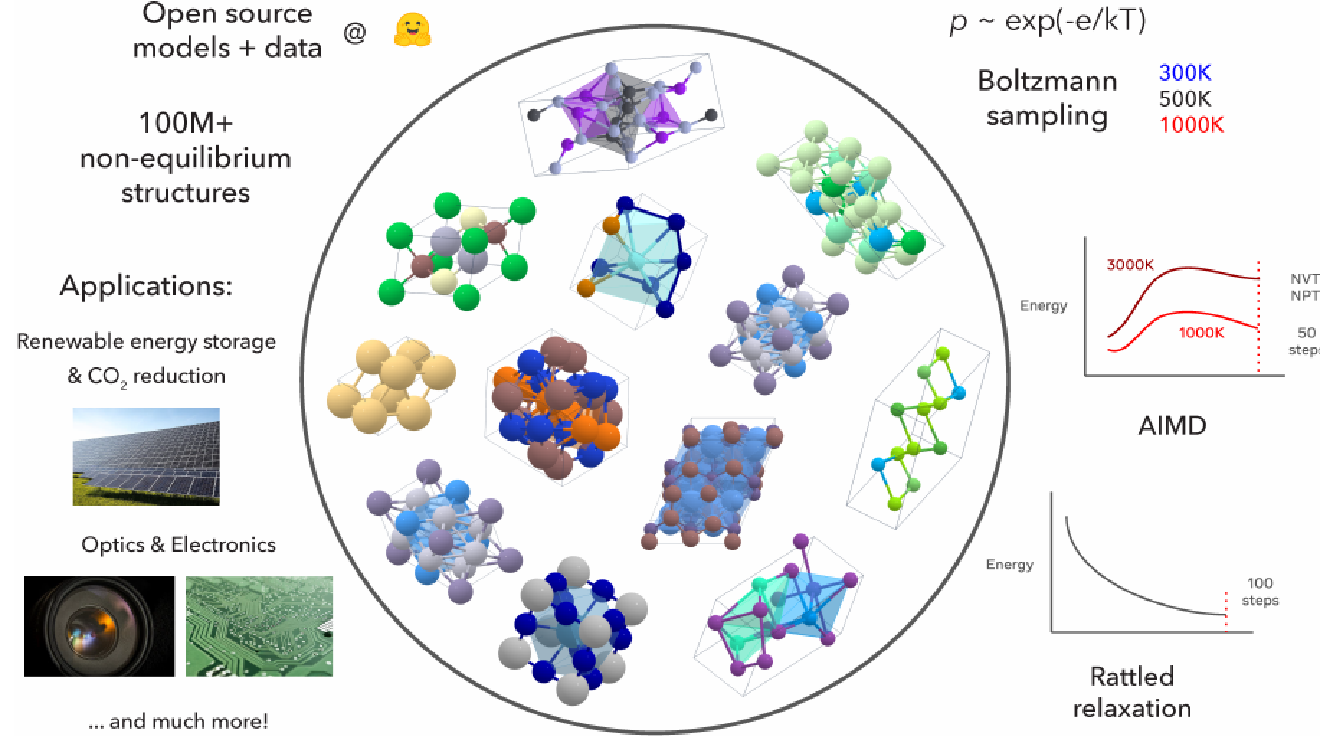 Open source
models + data @
100M+
non-equilibrium
structures
Applications:
Renewable energy storage
& CO₂ reduction
Optics & Electronics
... and much more!
p ~ exp(-e/kT)
Boltzmann
sampling
300K
500K
1000K
3000K
1000K
Energy
NVT
NPT
50
steps
AIMD
Energy
100
steps
Rattled
relaxation